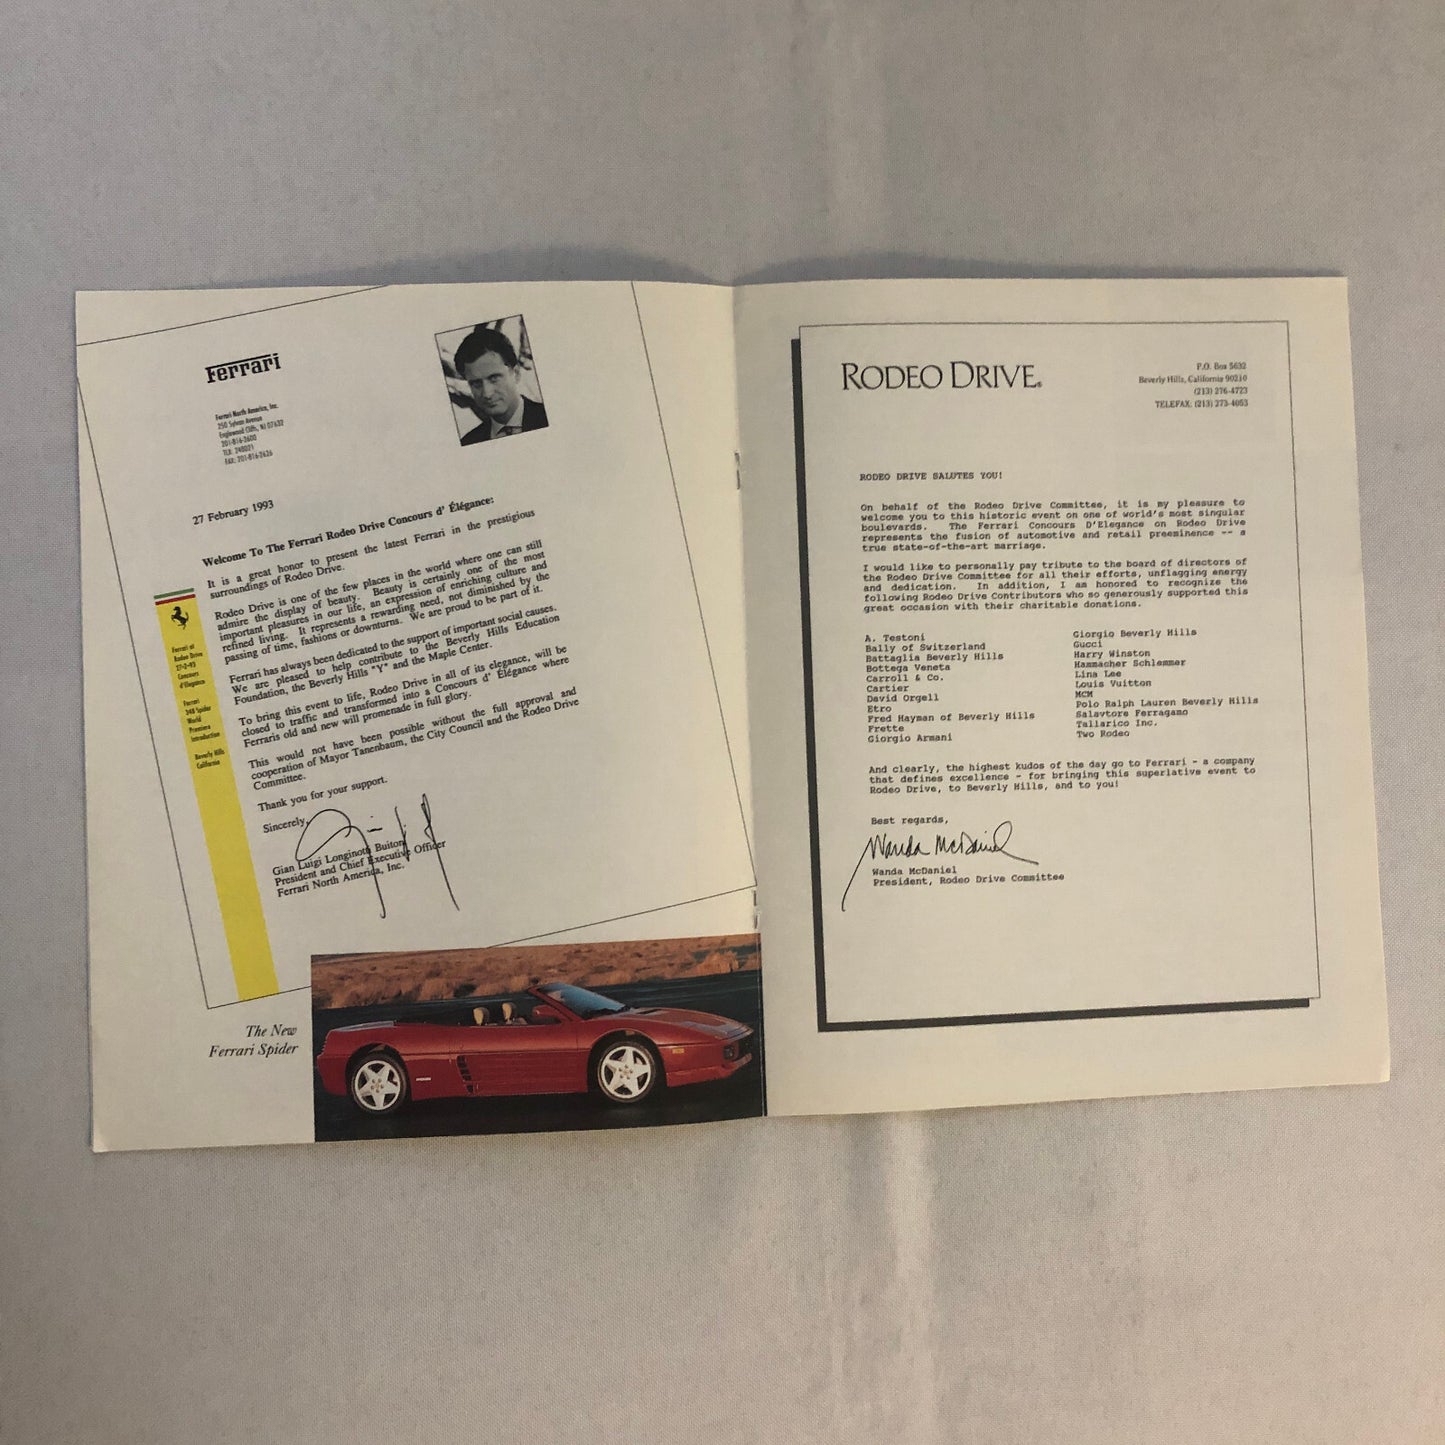 Ferrari
Ferrari North America, Inc.
250 Sylvan Avenue
Englewood Cliffs, NJ 07632
201-816-2600
TLX: 248021
FAX: 201-816-2626
27 February 1993
Welcome To The Ferrari Rodeo Drive Concours d' Élégance:
It is a great honor to present the latest Ferrari in the prestigious
surroundings of Rodeo Drive.
Rodeo Drive is one of the few places in the world where one can still
admire the display of beauty. Beauty is certainly one of the most
important pleasures in our life, an expression of enriching culture and
refined living. It represents a rewarding need, not diminished by the
passing of time, fashions or downturns. We are proud to be part of it.
Ferrari has always been dedicated to the support of important social causes.
We are pleased to help contribute to the Beverly Hills Education
Foundation, the Beverly Hills "Y" and the Maple Center.
To bring this event to life, Rodeo Drive in all of its elegance, will be
closed to traffic and transformed into a Concours d' Élégance where
Ferraris old and new will promenade in full glory.
This would not have been possible without the full approval and
cooperation of Mayor Tanenbaum, the City Council and the Rodeo Drive
Committee.
Thank you for your support.
Sincerely,
Gian Luigi Longinotti Buitoni
President and Chief Executive Officer
Ferrari North America, Inc.
Ferrari at
Rodeo Drive
27-2-93
Concours
d'Elegance
Ferrari
348 Spider
World
Premiere
Introduction
Beverly Hills
California
The New
Ferrari Spider
RODEO DRIVE®
P.O. Box 5632
Beverly Hills, California 90210
(213) 276-4723
TELEFAX: (213) 273-4053
RODEO DRIVE SALUTES YOU!
On behalf of the Rodeo Drive Committee, it is my pleasure to
welcome you to this historic event on one of world's most singular
boulevards. The Ferrari Concours D'Elegance on Rodeo Drive
represents the fusion of automotive and retail preeminence -- a
true state-of-the-art marriage.
I would like to personally pay tribute to the board of directors of
the Rodeo Drive Committee for all their efforts, unflagging energy
and dedication. In addition, I am honored to recognize the
following Rodeo Drive Contributors who so generously supported this
great occasion with their charitable donations.
A. Testoni
Bally of Switzerland
Battaglia Beverly Hills
Bottega Veneta
Carroll & Co.
Cartier
David Orgell
Etro
Fred Hayman of Beverly Hills
Frette
Giorgio Armani
Giorgio Beverly Hills
Gucci
Harry Winston
Hammacher Schlemmer
Lina Lee
Louis Vuitton
MCM
Polo Ralph Lauren Beverly Hills
Salavtore Ferragamo
Tallarico Inc.
Two Rodeo
And clearly, the highest kudos of the day go to Ferrari - a company
that defines excellence - for bringing this superlative event to
Rodeo Drive, to Beverly Hills, and to you!
Best regards,
Wanda McDaniel
Wanda McDaniel
President, Rodeo Drive Committee